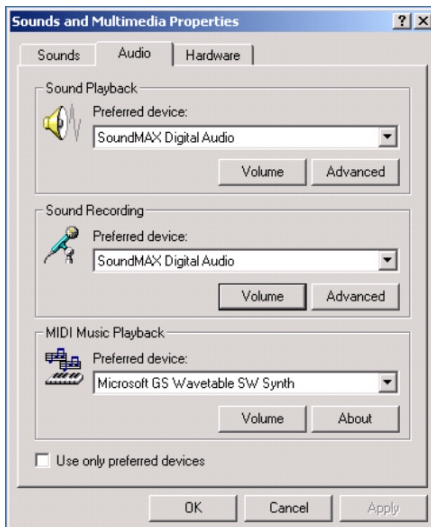 Sounds and Multimedia Properties
Sounds Audio Hardware
Sound Playback
Preferred device:
SoundMAX Digital Audio
Volume Advanced
Sound Recording
Preferred device:
SoundMAX Digital Audio
Volume Advanced
MIDI Music Playback
Preferred device:
Microsoft GS Wavetable SW Synth
Volume About
Use only preferred devices
OK Cancel Apply